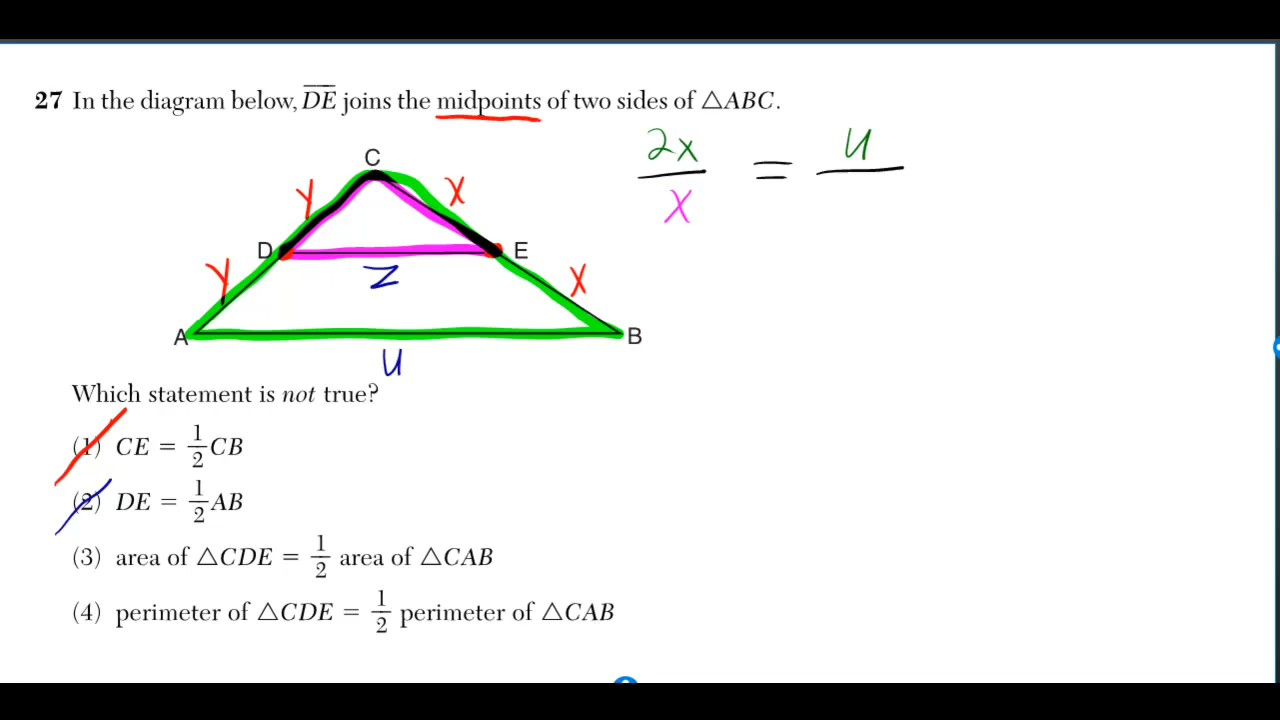 27 In the diagram below, DE joins the midpoints of two sides of △ABC.
2x
x
=
u
C
y
x
D
E
y
z
x
A
B
u
Which statement is not true?
(1) CE = 1/2 CB
(2) DE = 1/2 AB
(3) area of △CDE = 1/2 area of △CAB
(4) perimeter of △CDE = 1/2 perimeter of △CAB